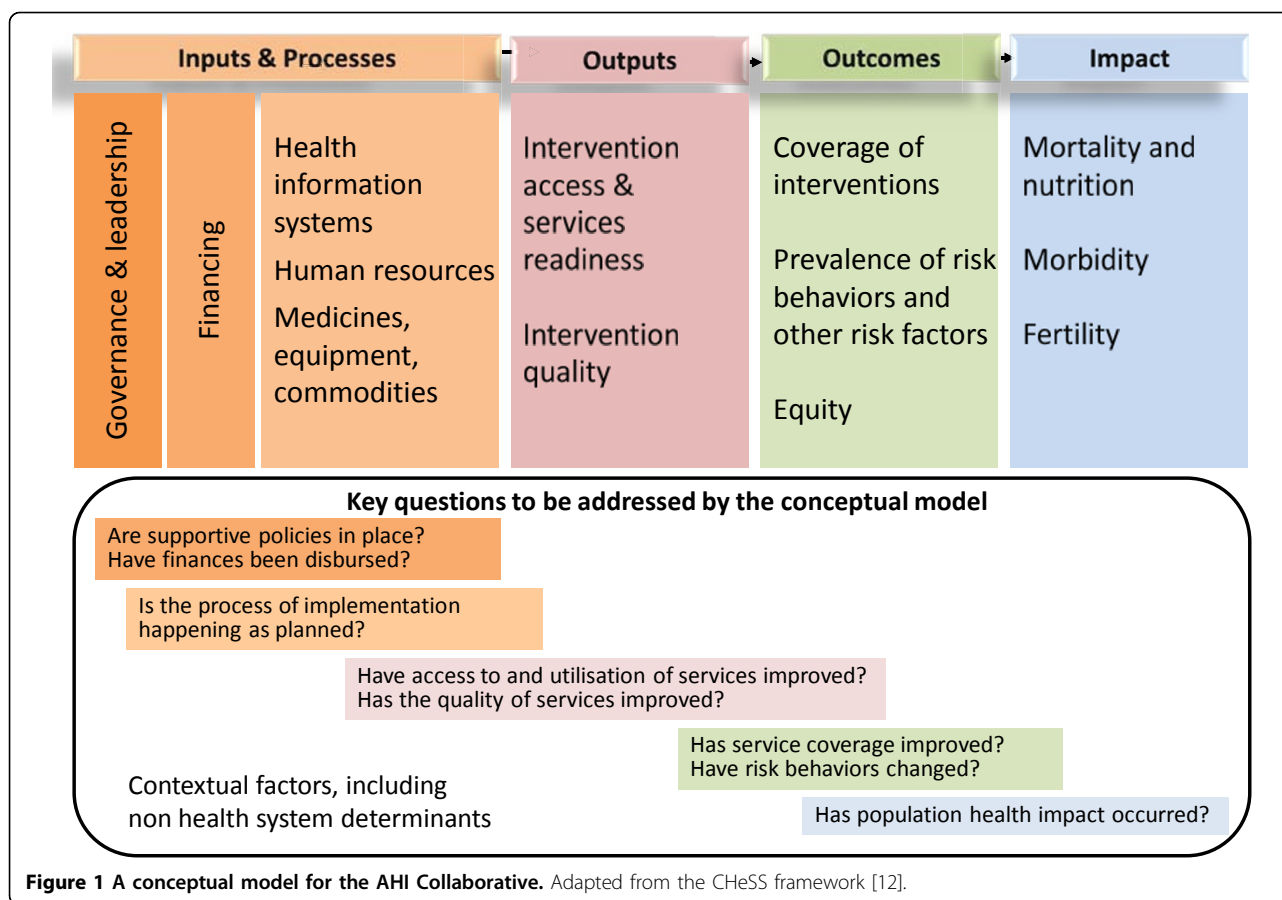 Inputs & Processes
Outputs
Outcomes
Impact
Governance & leadership
Financing
Health
information
systems
Human resources
Medicines,
equipment,
commodities
Intervention
access &
services
readiness
Intervention
quality
Coverage of
interventions
Prevalence of risk
behaviors and
other risk factors
Equity
Mortality and
nutrition
Morbidity
Fertility
Key questions to be addressed by the conceptual model
Are supportive policies in place?
Have finances been disbursed?
Is the process of implementation
happening as planned?
Have access to and utilisation of services improved?
Has the quality of services improved?
Has service coverage improved?
Have risk behaviors changed?
Contextual factors, including
non health system determinants
Has population health impact occurred?
Figure 1 A conceptual model for the AHI Collaborative. Adapted from the CHeSS framework [12].